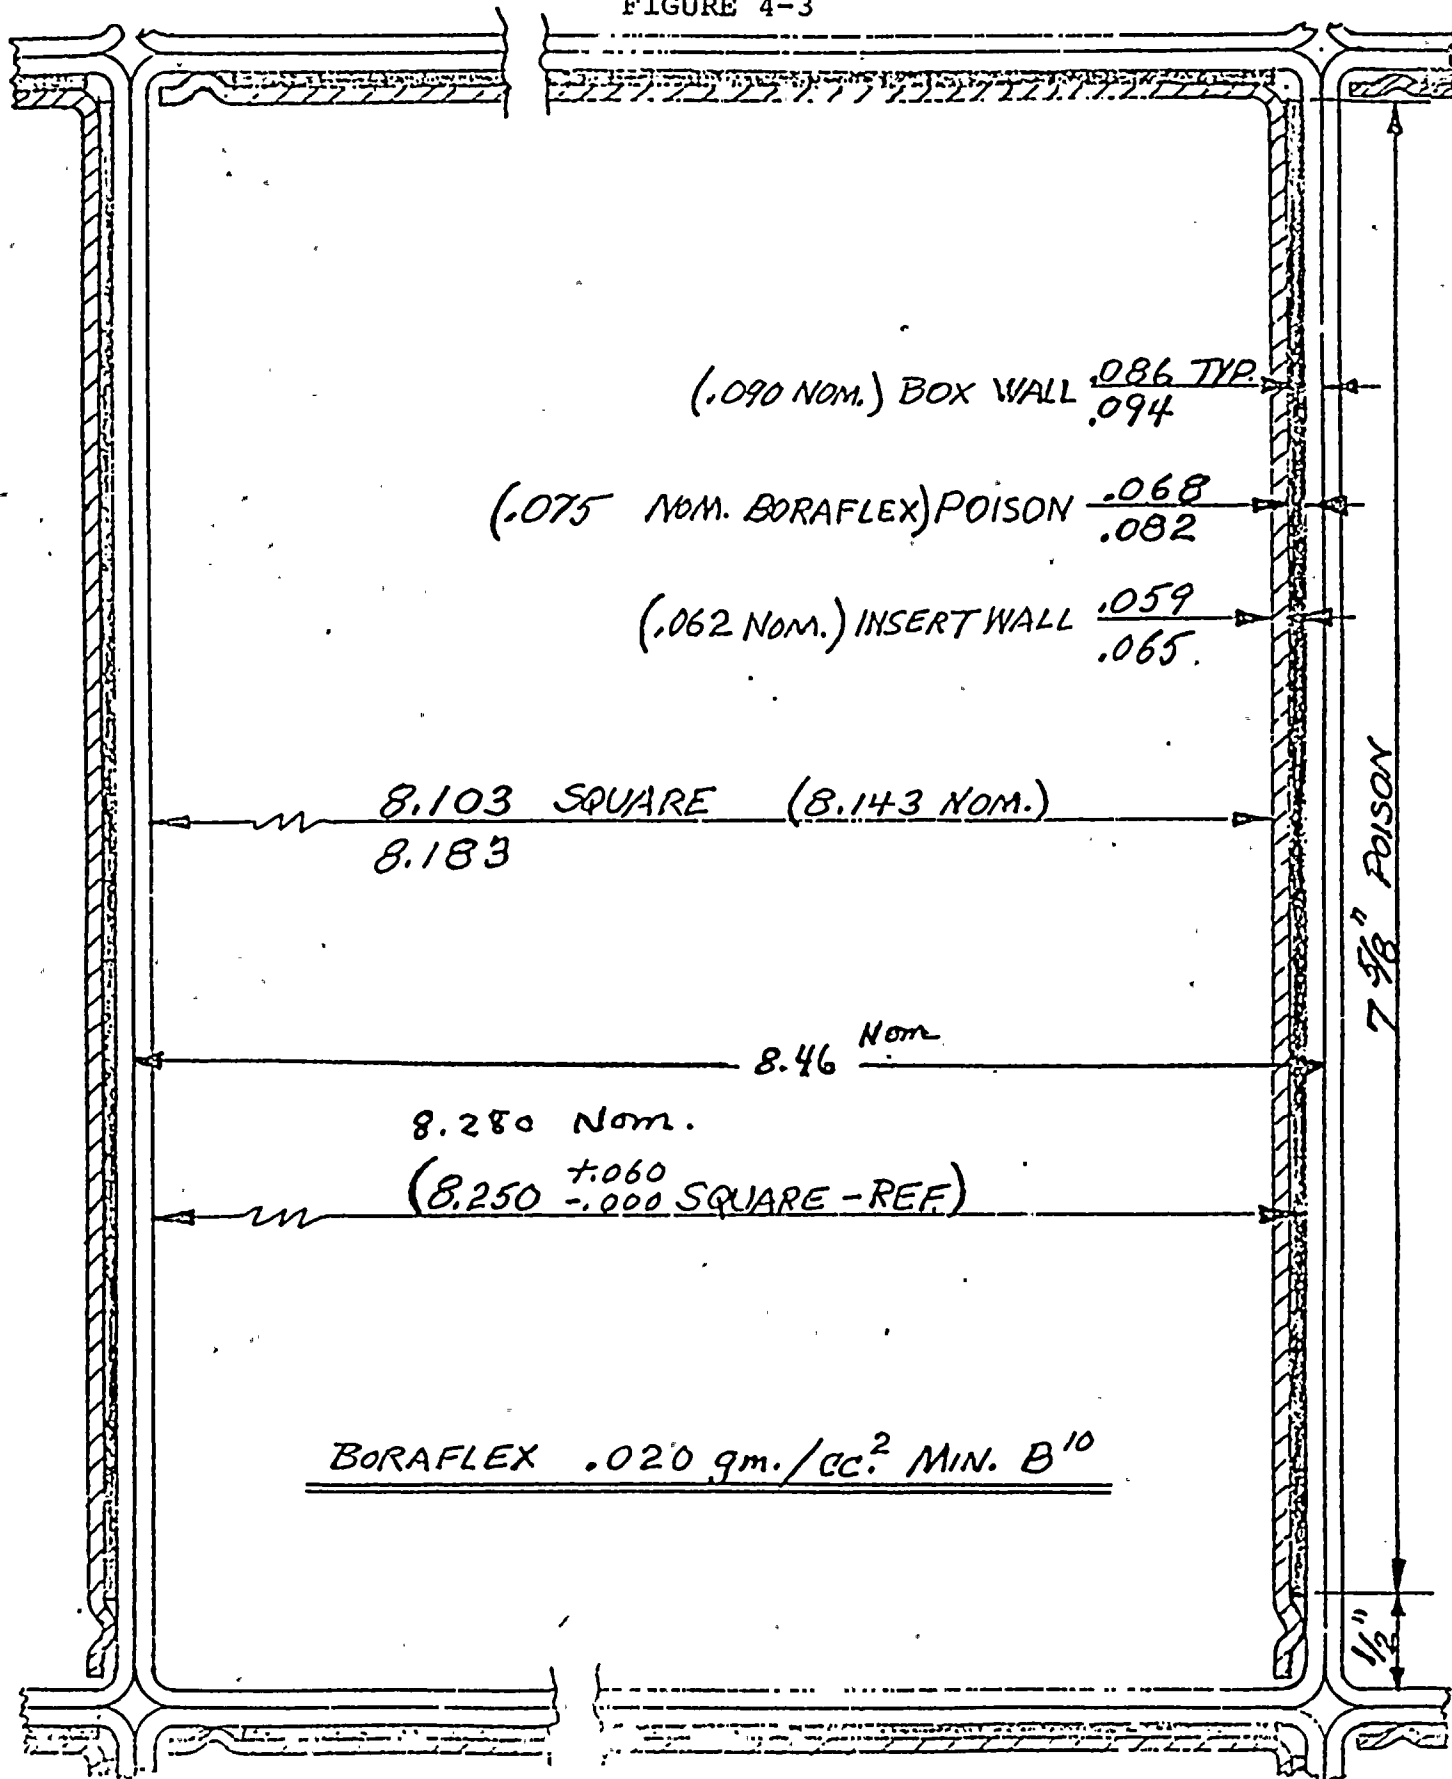 FIGURE 4-3
(.090 NOM.) BOX WALL .086 TYP.
.094
(.075 NOM. BORAFLEX) POISON .068
.082
(.062 NOM.) INSERT WALL .059
.065.
8.103 SQUARE (8.143 NOM.)
8.183
7 5/8" POISON
8.46 Nom
8.280 Nom.
(8.250 +.060 -.000 SQUARE - REF.)
BORAFLEX .020 gm./cc.² MIN. B¹⁰
1/2"